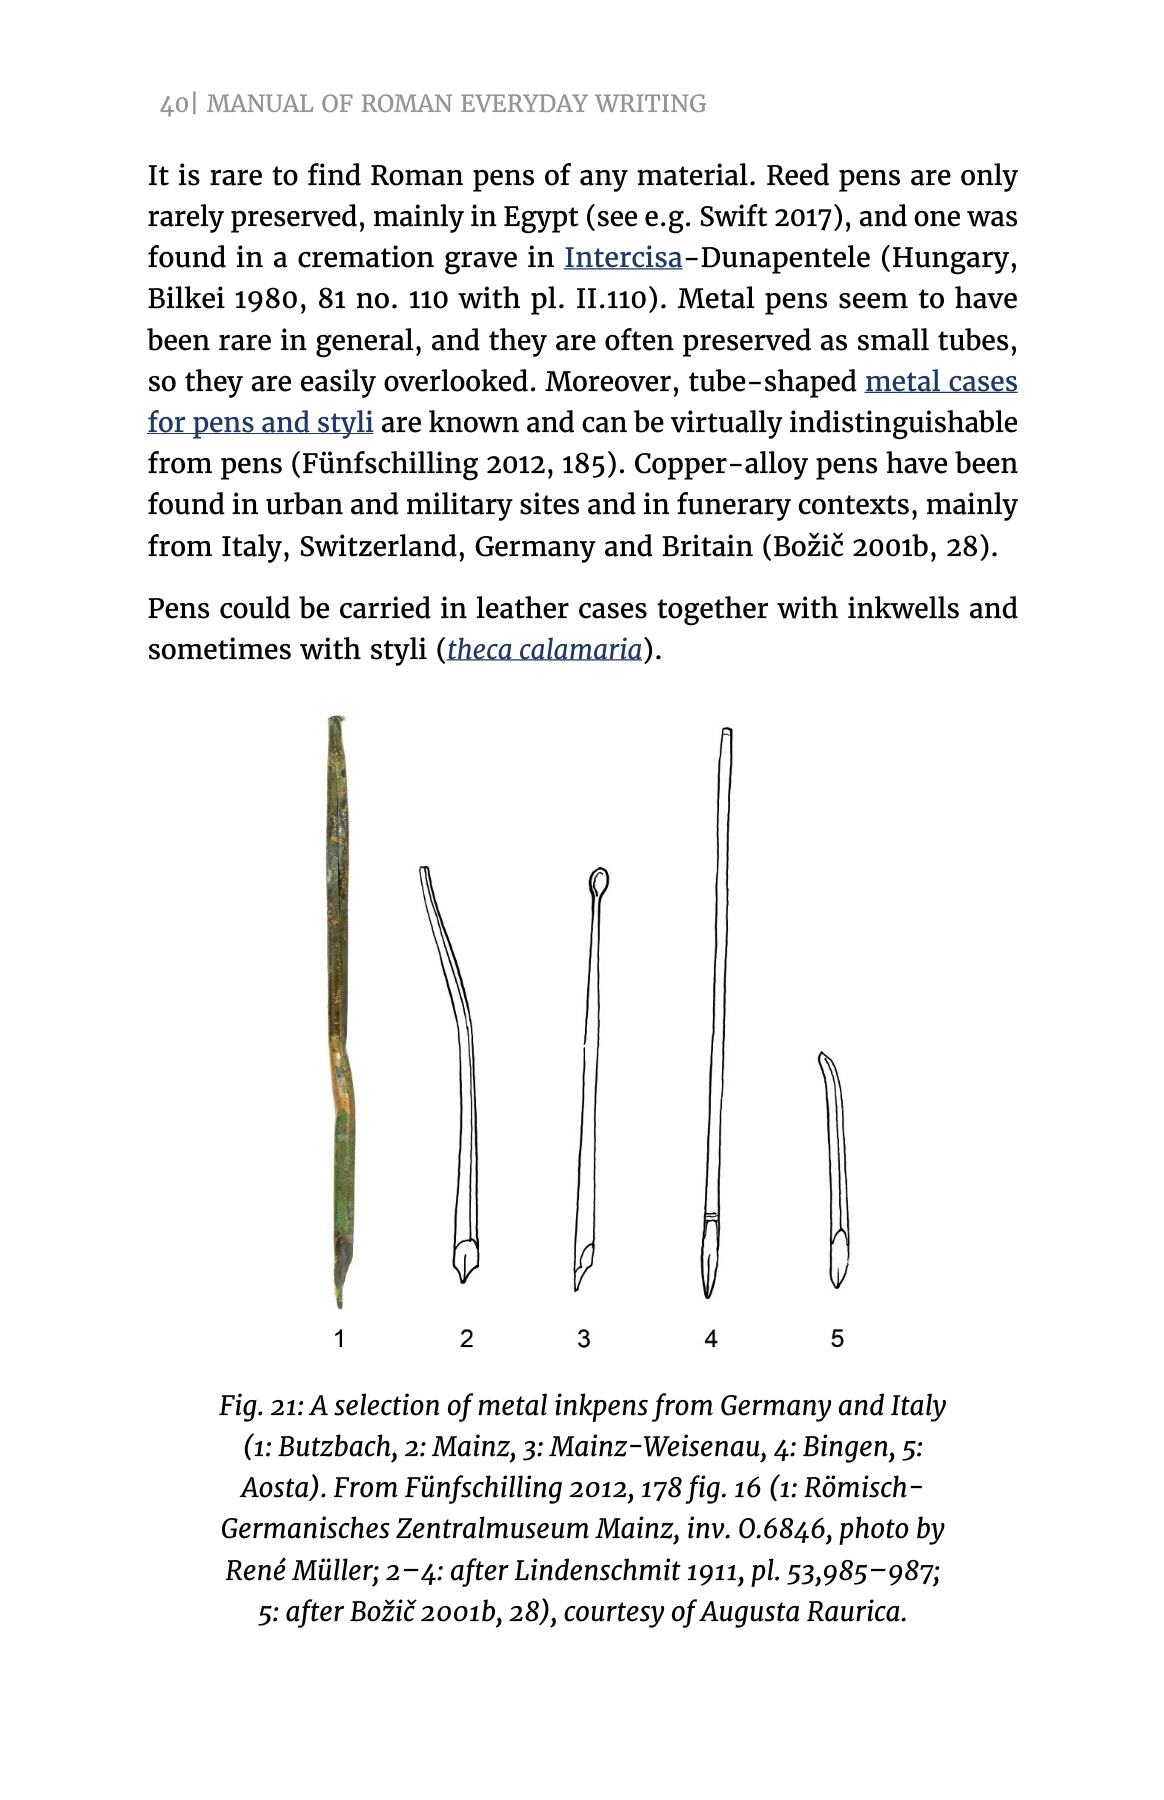 40| MANUAL OF ROMAN EVERYDAY WRITING
It is rare to find Roman pens of any material. Reed pens are only
rarely preserved, mainly in Egypt (see e.g. Swift 2017), and one was
found in a cremation grave in Intercisa-Dunapentele (Hungary,
Bilkei 1980, 81 no. 110 with pl. II.110). Metal pens seem to have
been rare in general, and they are often preserved as small tubes,
so they are easily overlooked. Moreover, tube-shaped metal cases
for pens and styli are known and can be virtually indistinguishable
from pens (Fünfschilling 2012, 185). Copper-alloy pens have been
found in urban and military sites and in funerary contexts, mainly
from Italy, Switzerland, Germany and Britain (Božič 2001b, 28).
Pens could be carried in leather cases together with inkwells and
sometimes with styli (theca calamaria).
1 2 3 4 5
Fig. 21: A selection of metal inkpens from Germany and Italy
(1: Butzbach, 2: Mainz, 3: Mainz-Weisenau, 4: Bingen, 5:
Aosta). From Fünfschilling 2012, 178 fig. 16 (1: Römisch-
Germanisches Zentralmuseum Mainz, inv. O.6846, photo by
René Müller; 2–4: after Lindenschmit 1911, pl. 53,985–987;
5: after Božič 2001b, 28), courtesy of Augusta Raurica.